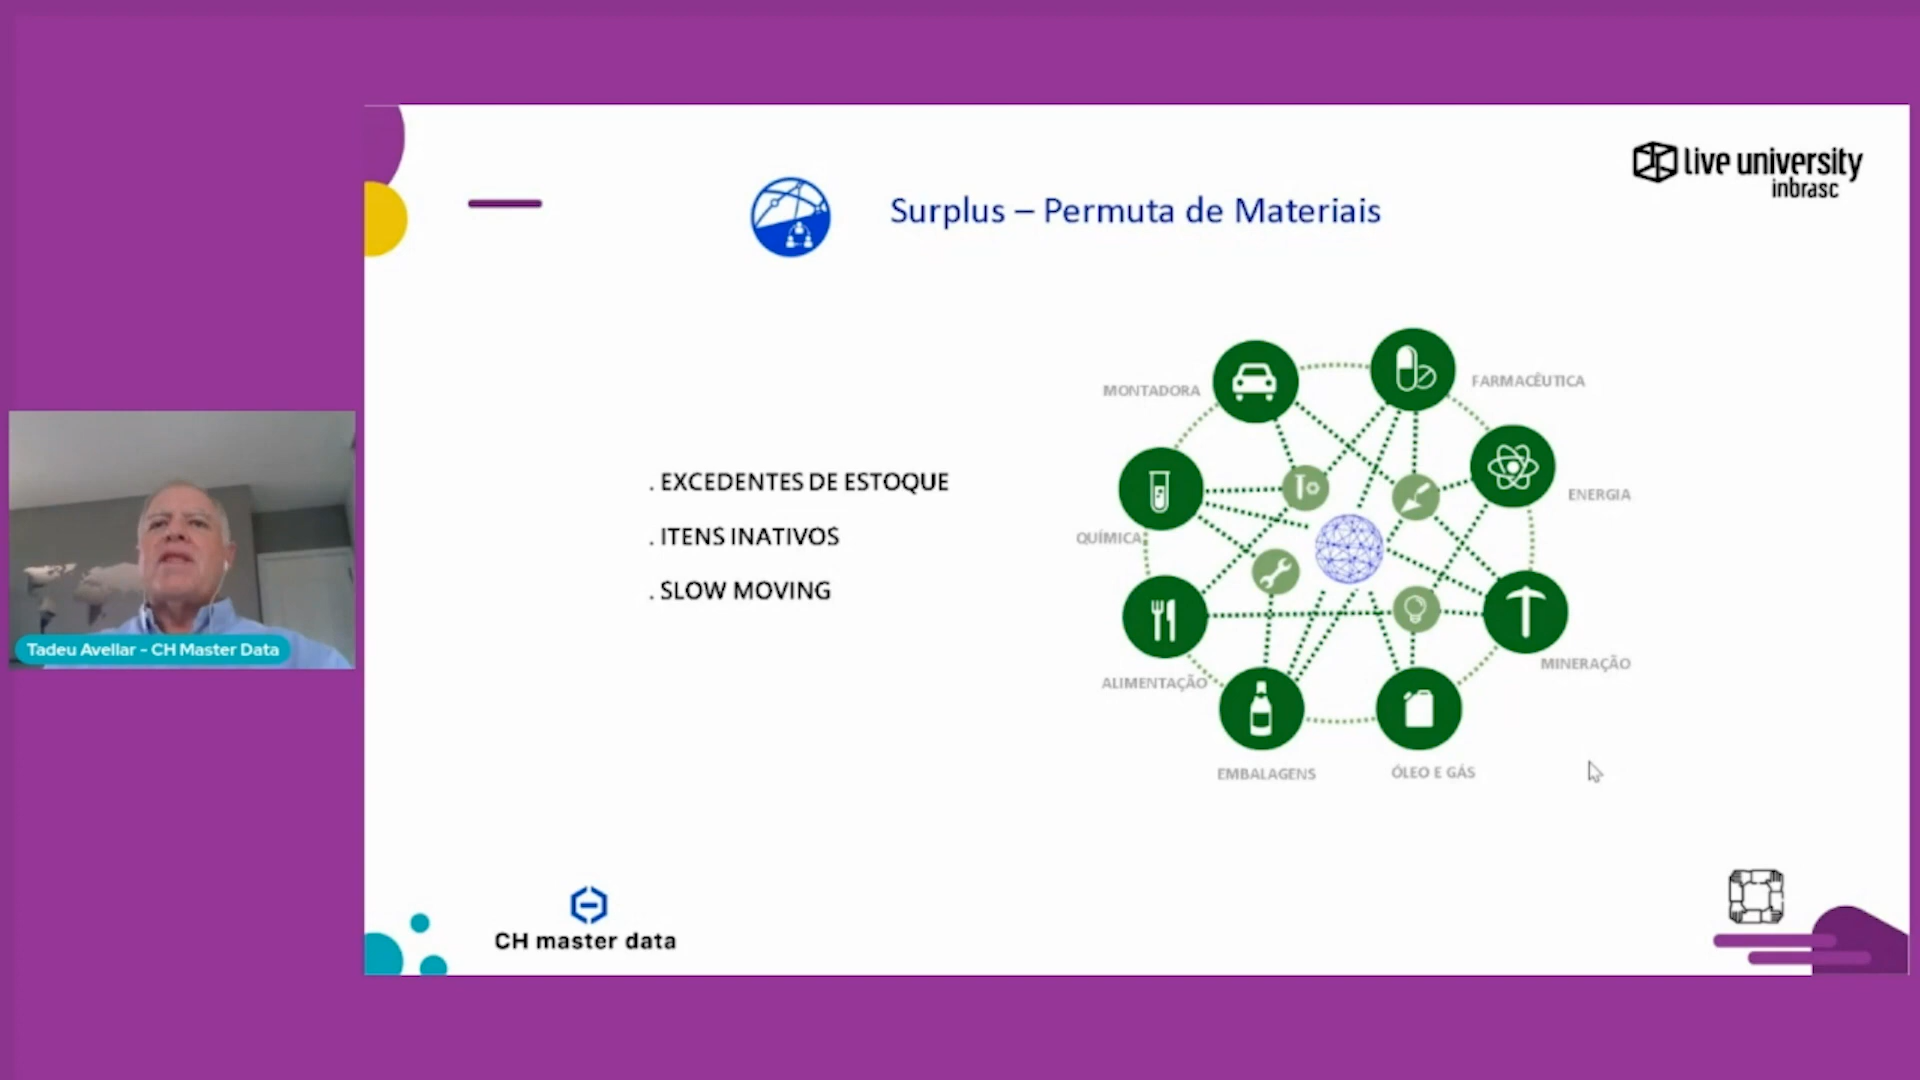 live university
inbrasc
Surplus – Permuta de Materiais
MONTADORA
FARMACÊUTICA
. EXCEDENTES DE ESTOQUE
ENERGIA
. ITENS INATIVOS
QUÍMICA
. SLOW MOVING
Tadeu Avellar - CH Master Data
MINERAÇÃO
ALIMENTAÇÃO
EMBALAGENS
ÓLEO E GÁS
CH master data